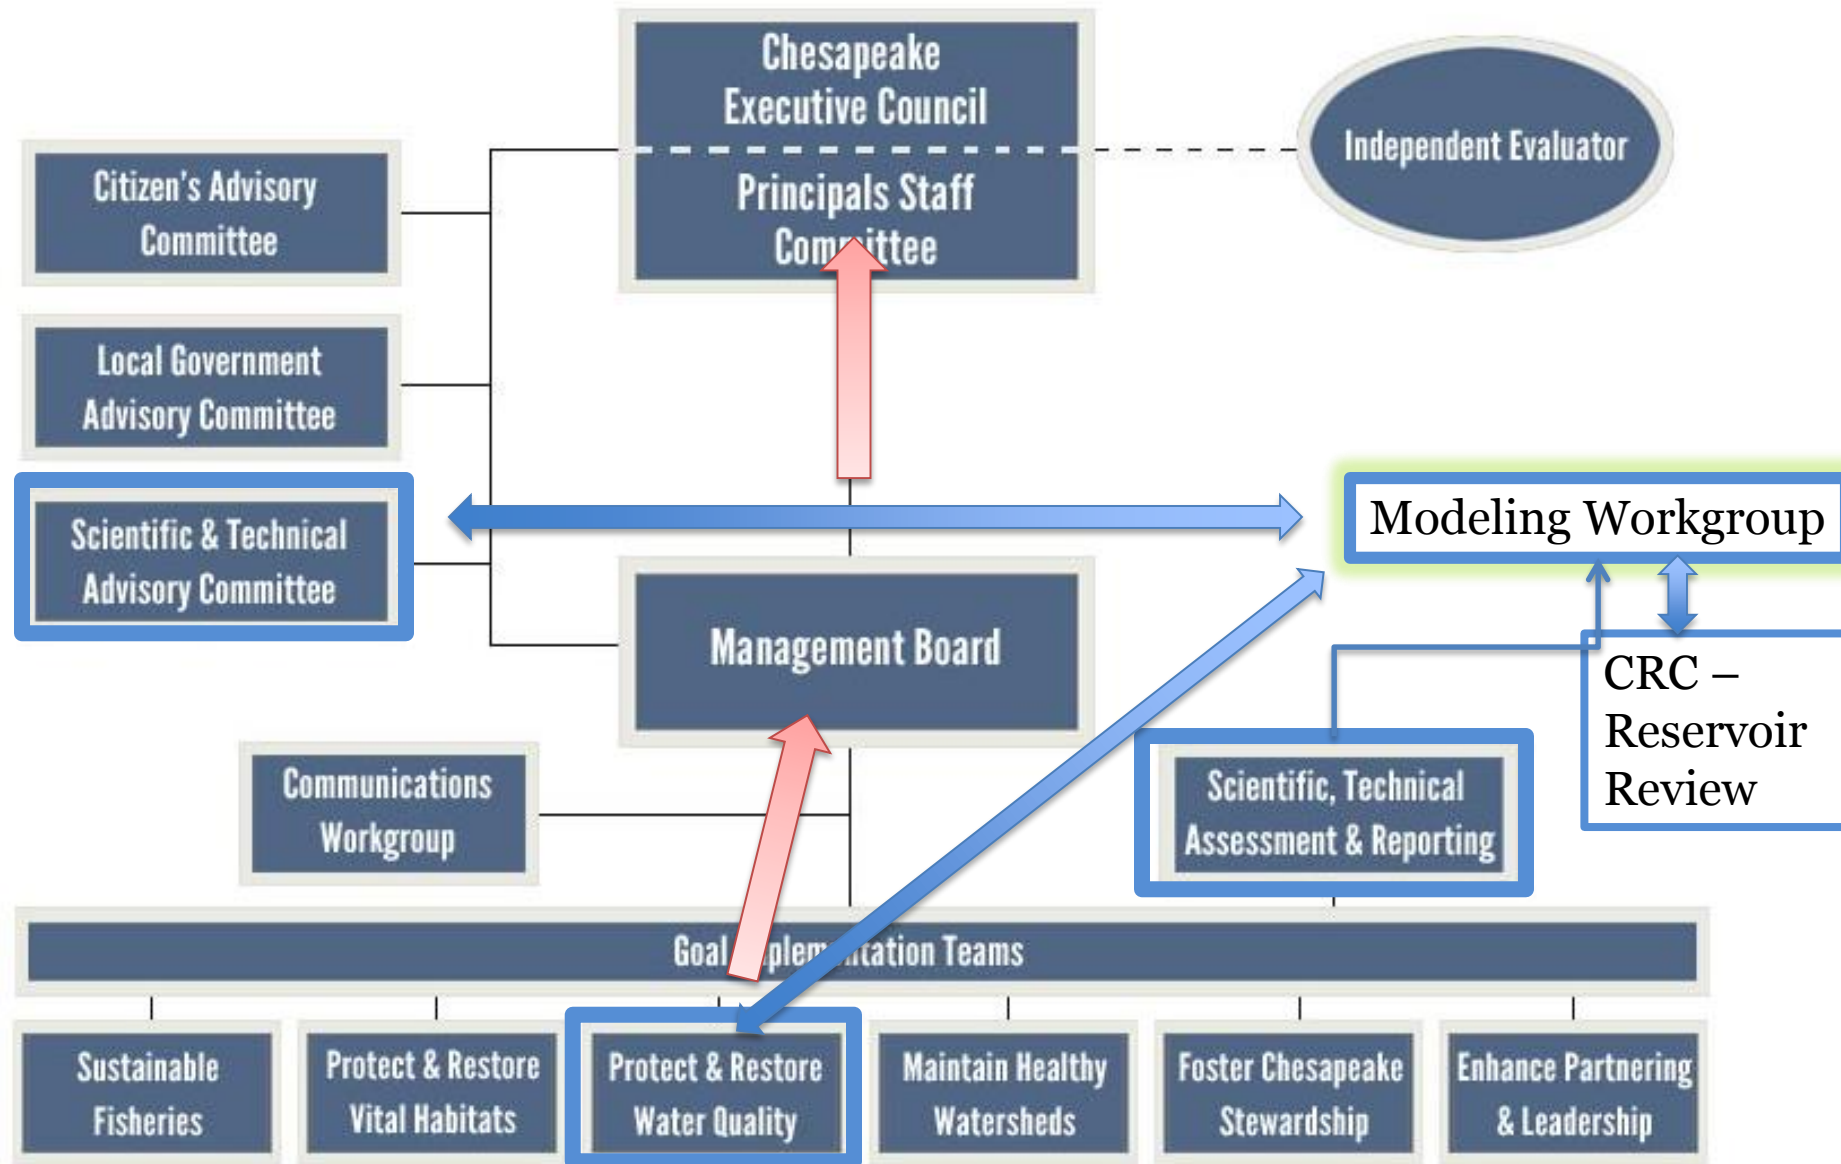 Chesapeake
Executive Council
Principals Staff
Committee
Independent Evaluator
Citizen's Advisory
Committee
Local Government
Advisory Committee
Scientific & Technical
Advisory Committee
Modeling Workgroup
Management Board
CRC –
Reservoir
Review
Communications
Workgroup
Scientific, Technical
Assessment & Reporting
Goal Implementation Teams
Sustainable
Fisheries
Protect & Restore
Vital Habitats
Protect & Restore
Water Quality
Maintain Healthy
Watersheds
Foster Chesapeake
Stewardship
Enhance Partnering
& Leadership